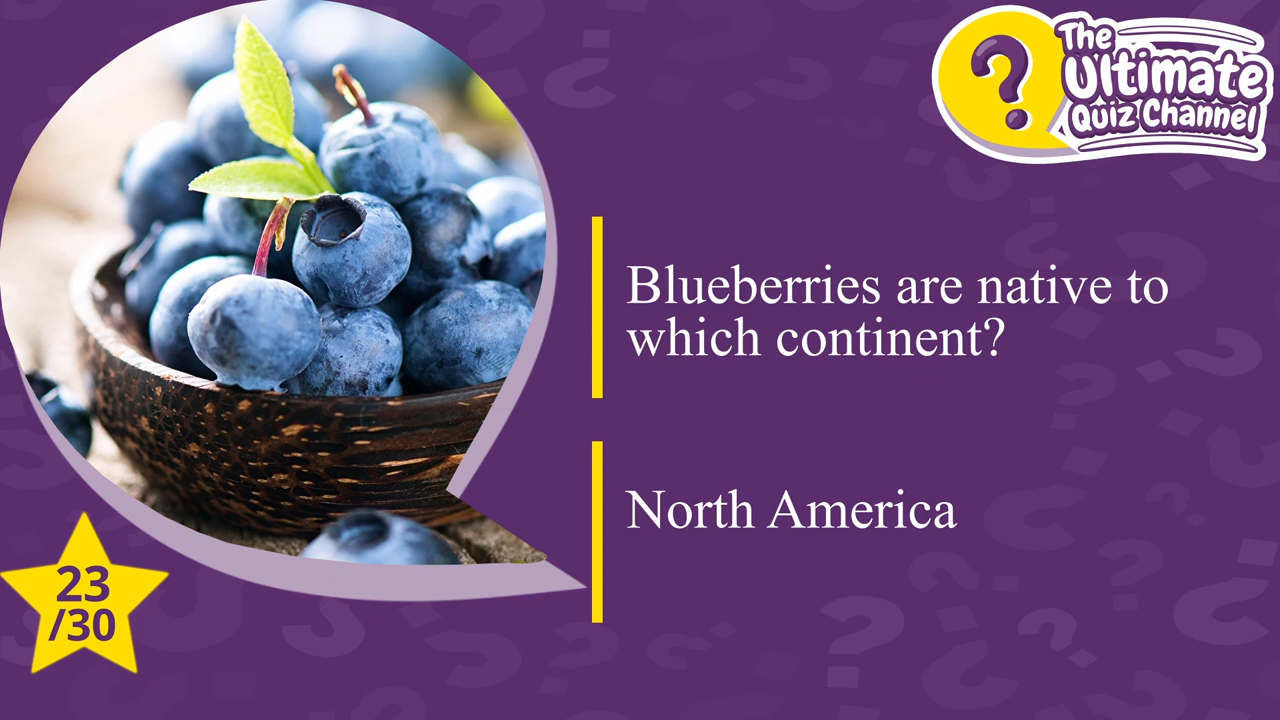 The
Ultimate
Quiz Channel
Blueberries are native to
which continent?
North America
23
/30